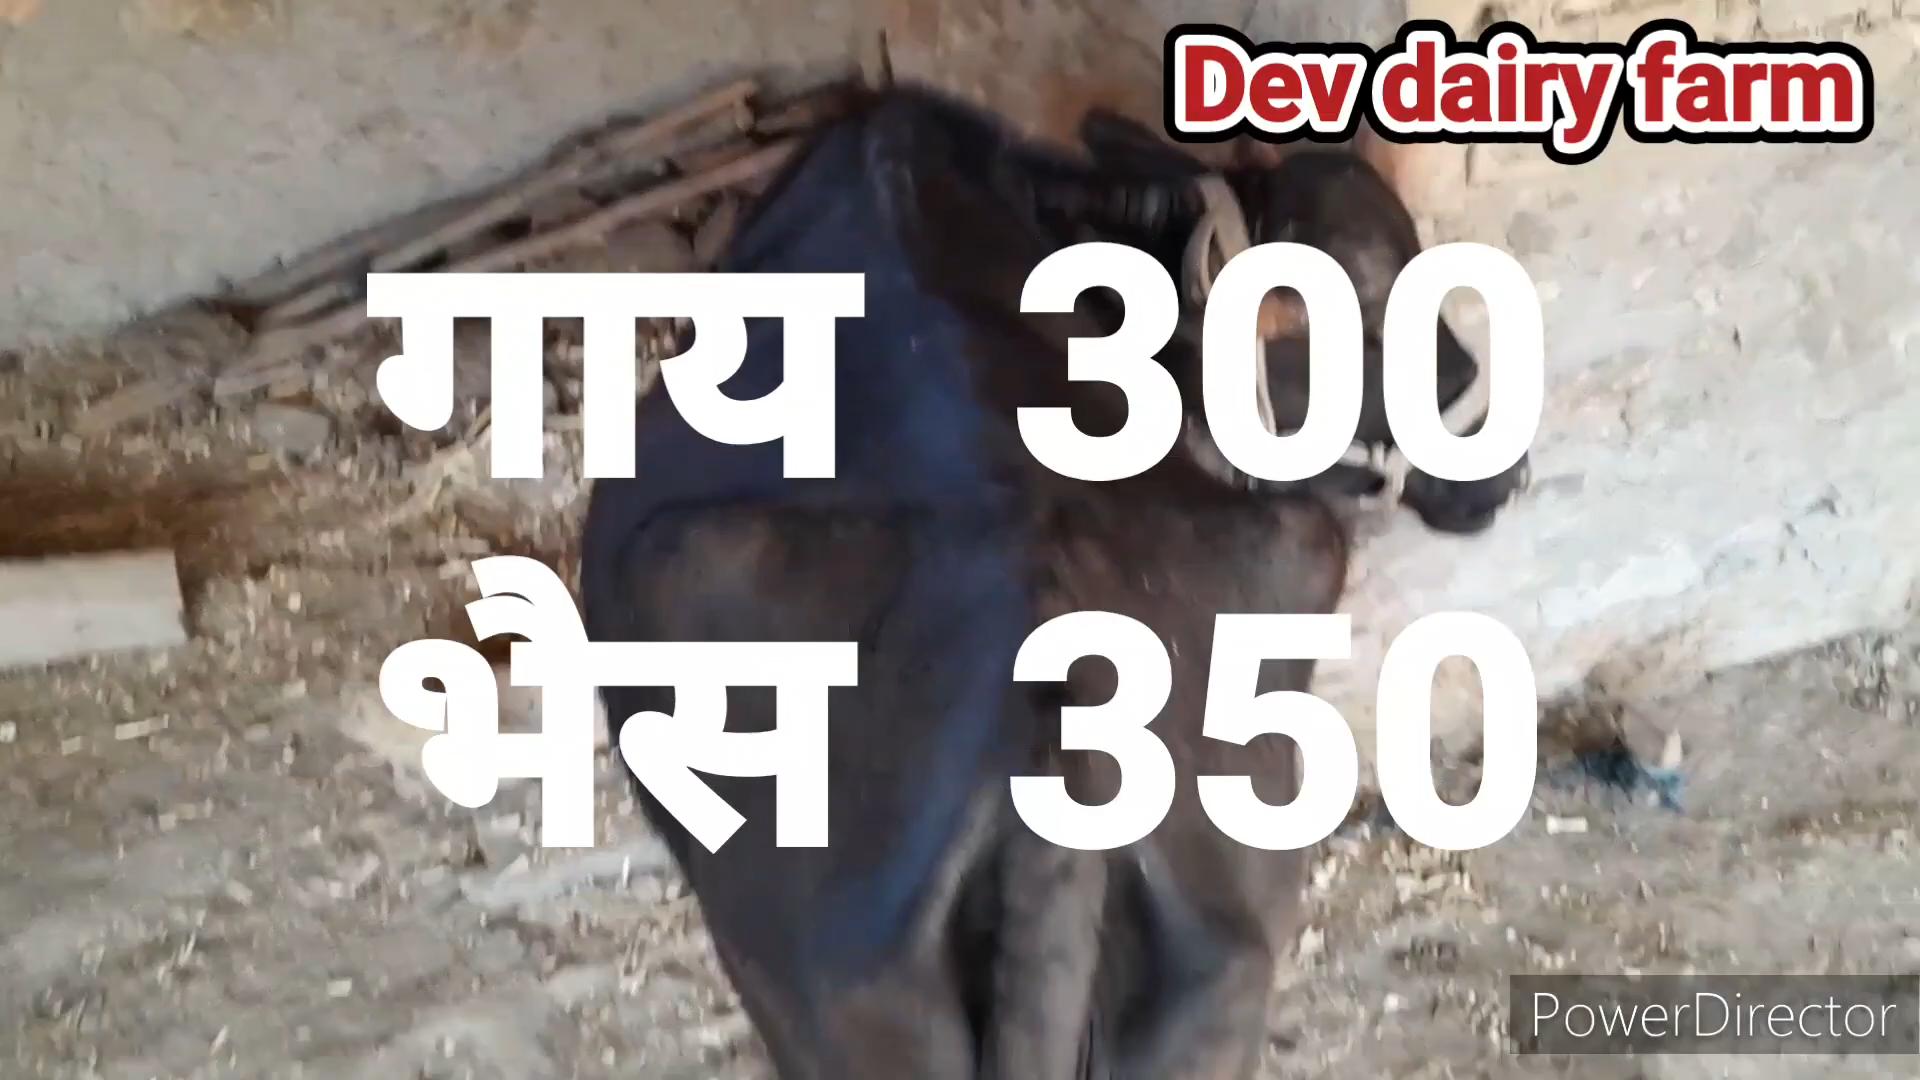 Dev dairy farm
गाय 300
भैस 350
PowerDirector